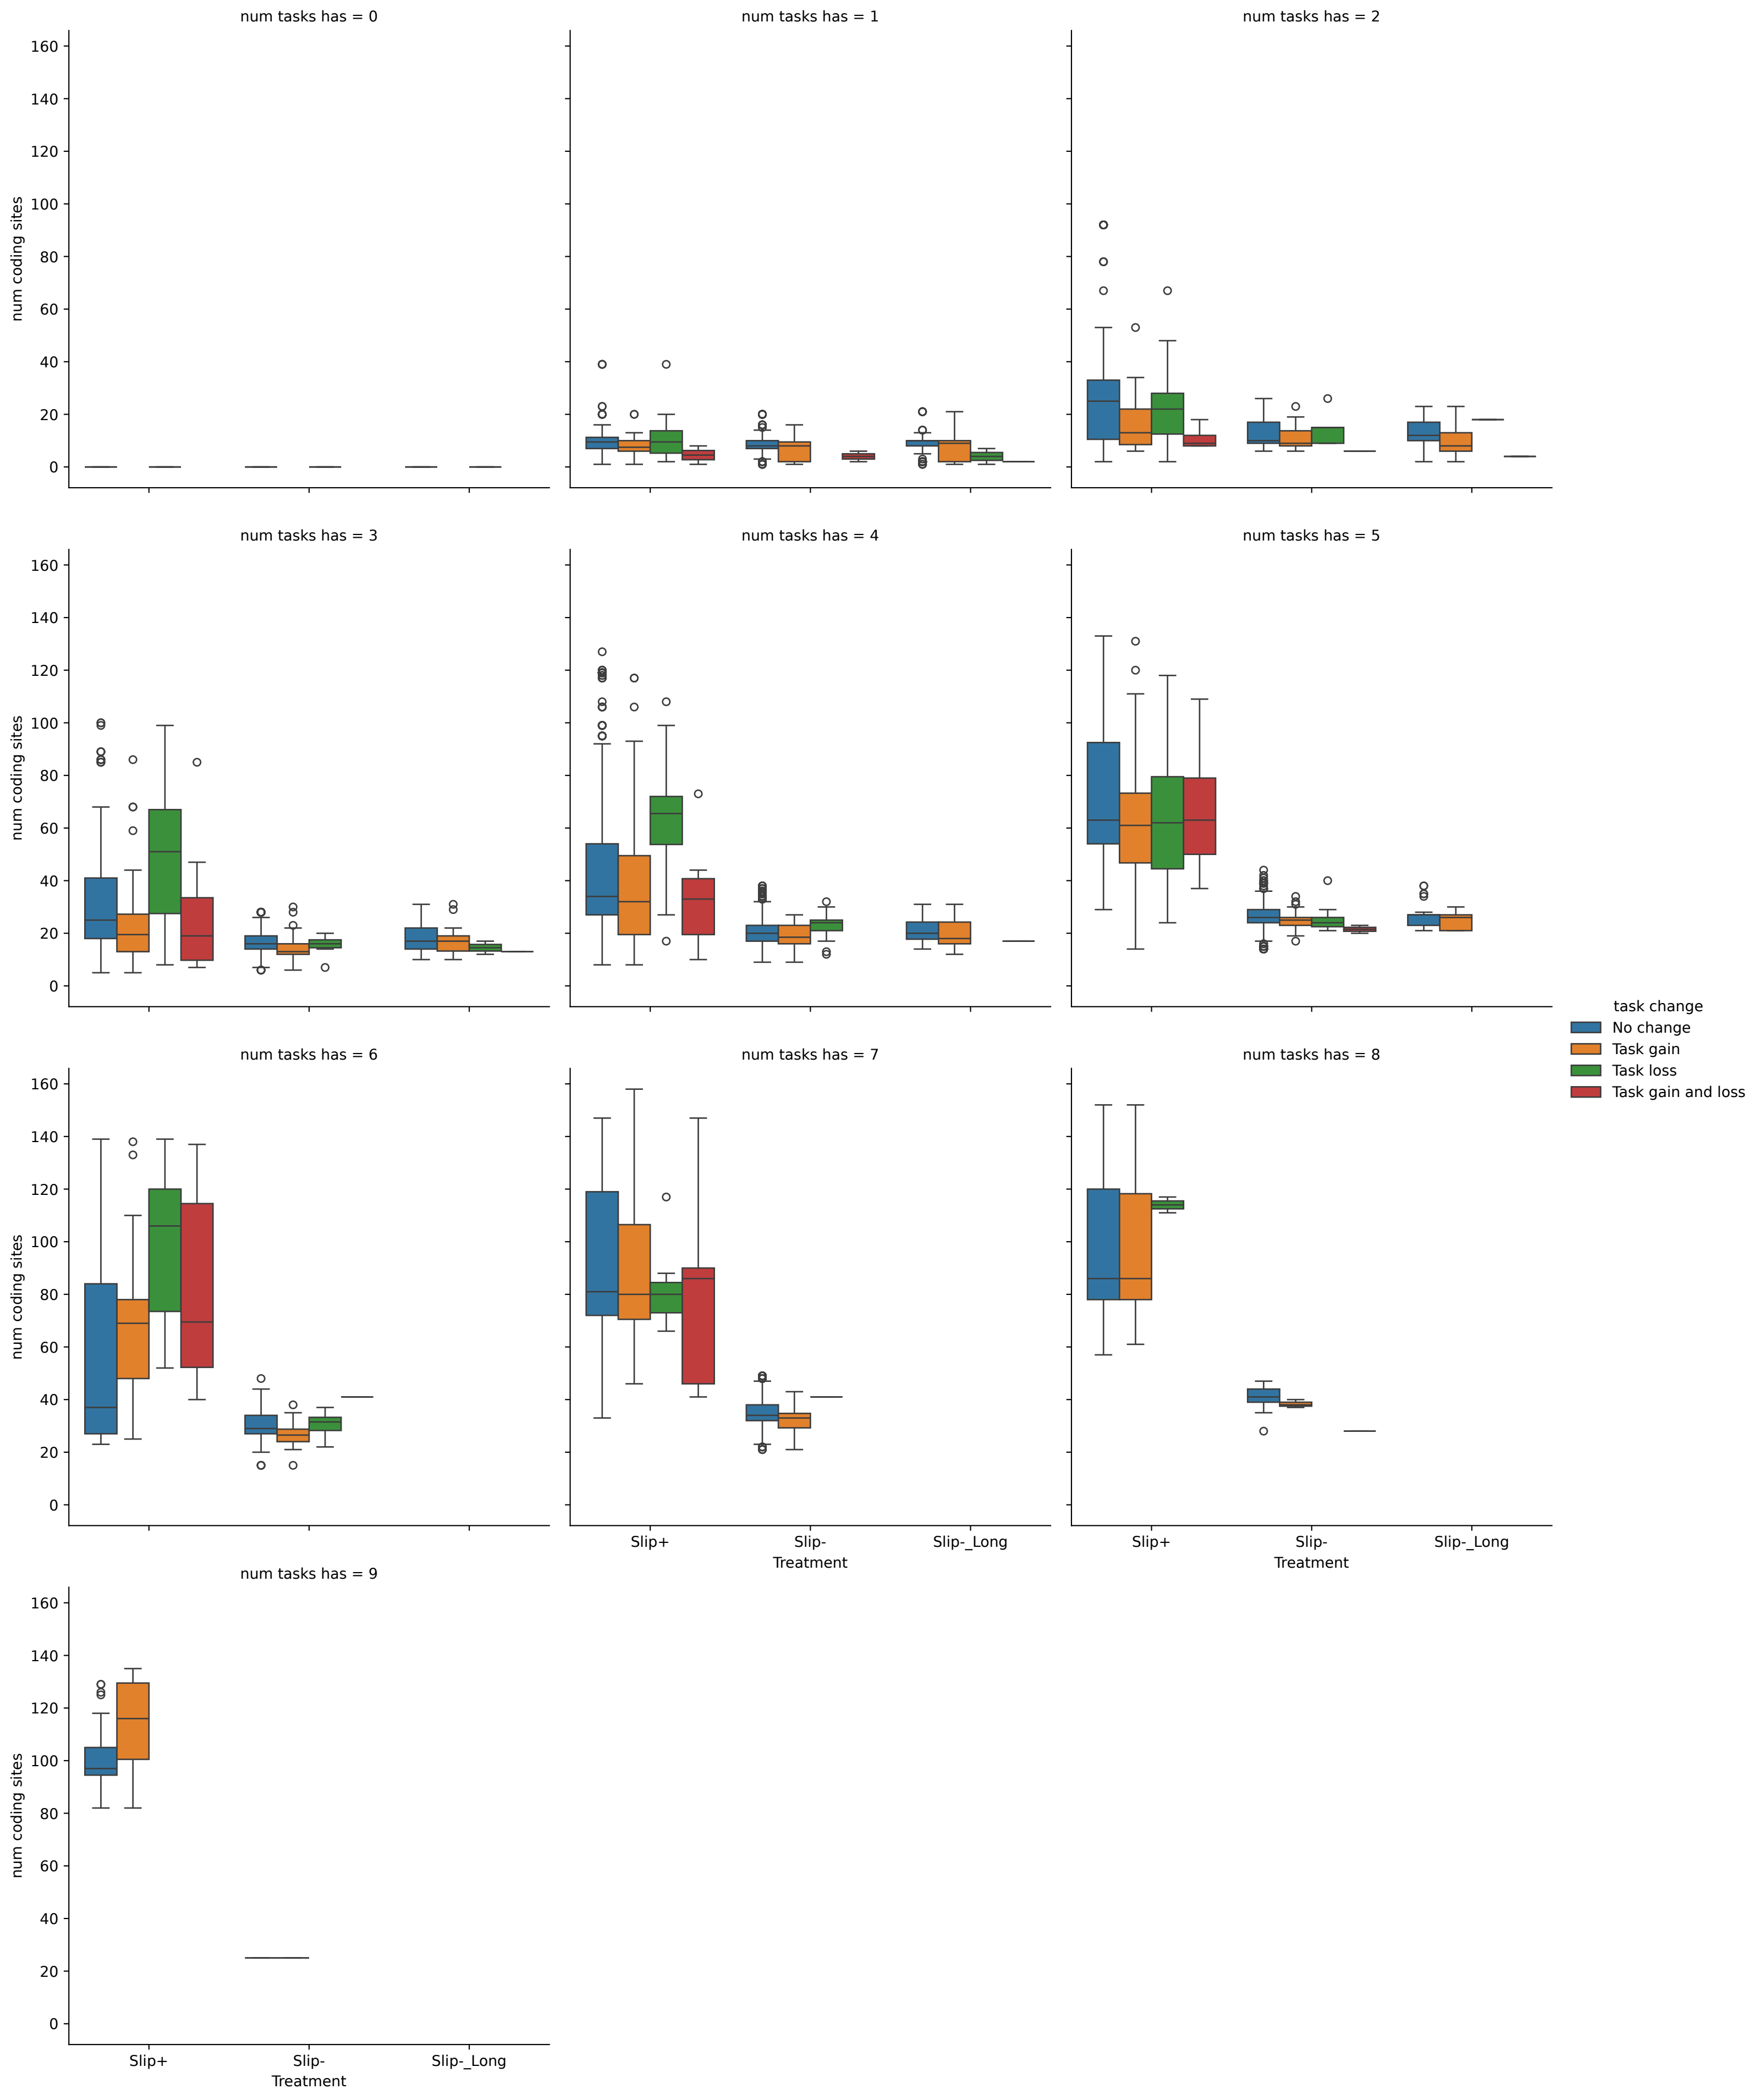 num tasks has = 0
num tasks has = 1
num tasks has = 2
160
140
120
100
80
60
40
20
0
num coding sites
num tasks has = 3
num tasks has = 4
num tasks has = 5
160
140
120
100
80
60
40
20
0
num coding sites
task change
No change
Task gain
Task loss
Task gain and loss
num tasks has = 6
num tasks has = 7
num tasks has = 8
160
140
120
100
80
60
40
20
0
num coding sites
Slip+
Slip-
Slip-_Long
Treatment
Slip+
Slip-
Slip-_Long
Treatment
num tasks has = 9
160
140
120
100
80
60
40
20
0
num coding sites
Slip+
Slip-
Slip-_Long
Treatment